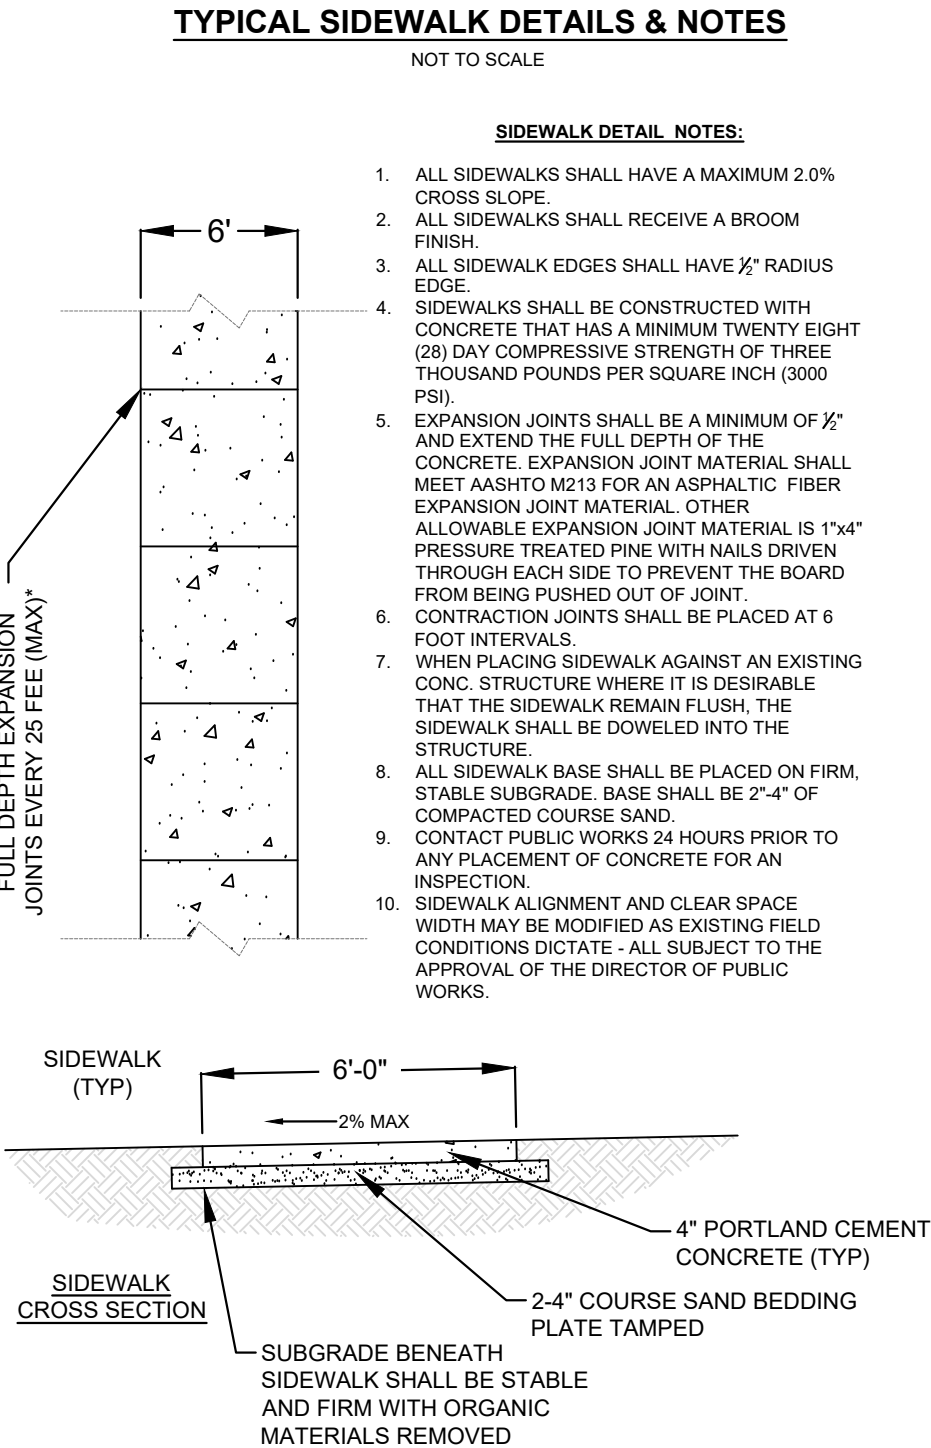 TYPICAL SIDEWALK DETAILS & NOTES
NOT TO SCALE
SIDEWALK DETAIL NOTES:
1. ALL SIDEWALKS SHALL HAVE A MAXIMUM 2.0%
CROSS SLOPE.
2. ALL SIDEWALKS SHALL RECEIVE A BROOM
FINISH.
3. ALL SIDEWALK EDGES SHALL HAVE ½" RADIUS
EDGE.
4. SIDEWALKS SHALL BE CONSTRUCTED WITH
CONCRETE THAT HAS A MINIMUM TWENTY EIGHT
(28) DAY COMPRESSIVE STRENGTH OF THREE
THOUSAND POUNDS PER SQUARE INCH (3000
PSI).
5. EXPANSION JOINTS SHALL BE A MINIMUM OF ½"
AND EXTEND THE FULL DEPTH OF THE
CONCRETE. EXPANSION JOINT MATERIAL SHALL
MEET AASHTO M213 FOR AN ASPHALTIC FIBER
EXPANSION JOINT MATERIAL. OTHER
ALLOWABLE EXPANSION JOINT MATERIAL IS 1"x4"
PRESSURE TREATED PINE WITH NAILS DRIVEN
THROUGH EACH SIDE TO PREVENT THE BOARD
FROM BEING PUSHED OUT OF JOINT.
6. CONTRACTION JOINTS SHALL BE PLACED AT 6
FOOT INTERVALS.
7. WHEN PLACING SIDEWALK AGAINST AN EXISTING
CONC. STRUCTURE WHERE IT IS DESIRABLE
THAT THE SIDEWALK REMAIN FLUSH, THE
SIDEWALK SHALL BE DOWELED INTO THE
STRUCTURE.
8. ALL SIDEWALK BASE SHALL BE PLACED ON FIRM,
STABLE SUBGRADE. BASE SHALL BE 2"-4" OF
COMPACTED COURSE SAND.
9. CONTACT PUBLIC WORKS 24 HOURS PRIOR TO
ANY PLACEMENT OF CONCRETE FOR AN
INSPECTION.
10. SIDEWALK ALIGNMENT AND CLEAR SPACE
WIDTH MAY BE MODIFIED AS EXISTING FIELD
CONDITIONS DICTATE - ALL SUBJECT TO THE
APPROVAL OF THE DIRECTOR OF PUBLIC
WORKS.
6'
FULL DEPTH EXPANSION
JOINTS EVERY 25 FEE (MAX)*
SIDEWALK
(TYP)
6'-0"
2% MAX
4" PORTLAND CEMENT
CONCRETE (TYP)
SIDEWALK
CROSS SECTION
2-4" COURSE SAND BEDDING
PLATE TAMPED
SUBGRADE BENEATH
SIDEWALK SHALL BE STABLE
AND FIRM WITH ORGANIC
MATERIALS REMOVED